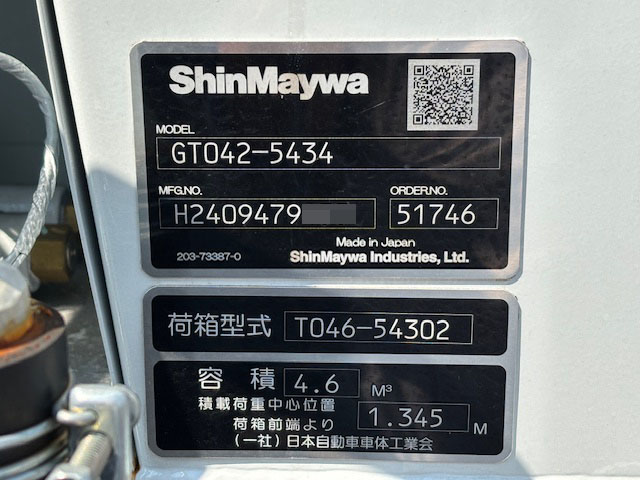 ShinMaywa
MODEL
GT042-5434
MFG.NO. ORDER.NO.
H2409479 51746
Made in Japan
203-73387-0 ShinMaywa Industries, Ltd.
荷箱型式 T046-54302
容積 4.6 M³
積載荷重中心位置
荷箱前端より 1.345 M
(一社)日本自動車車体工業会